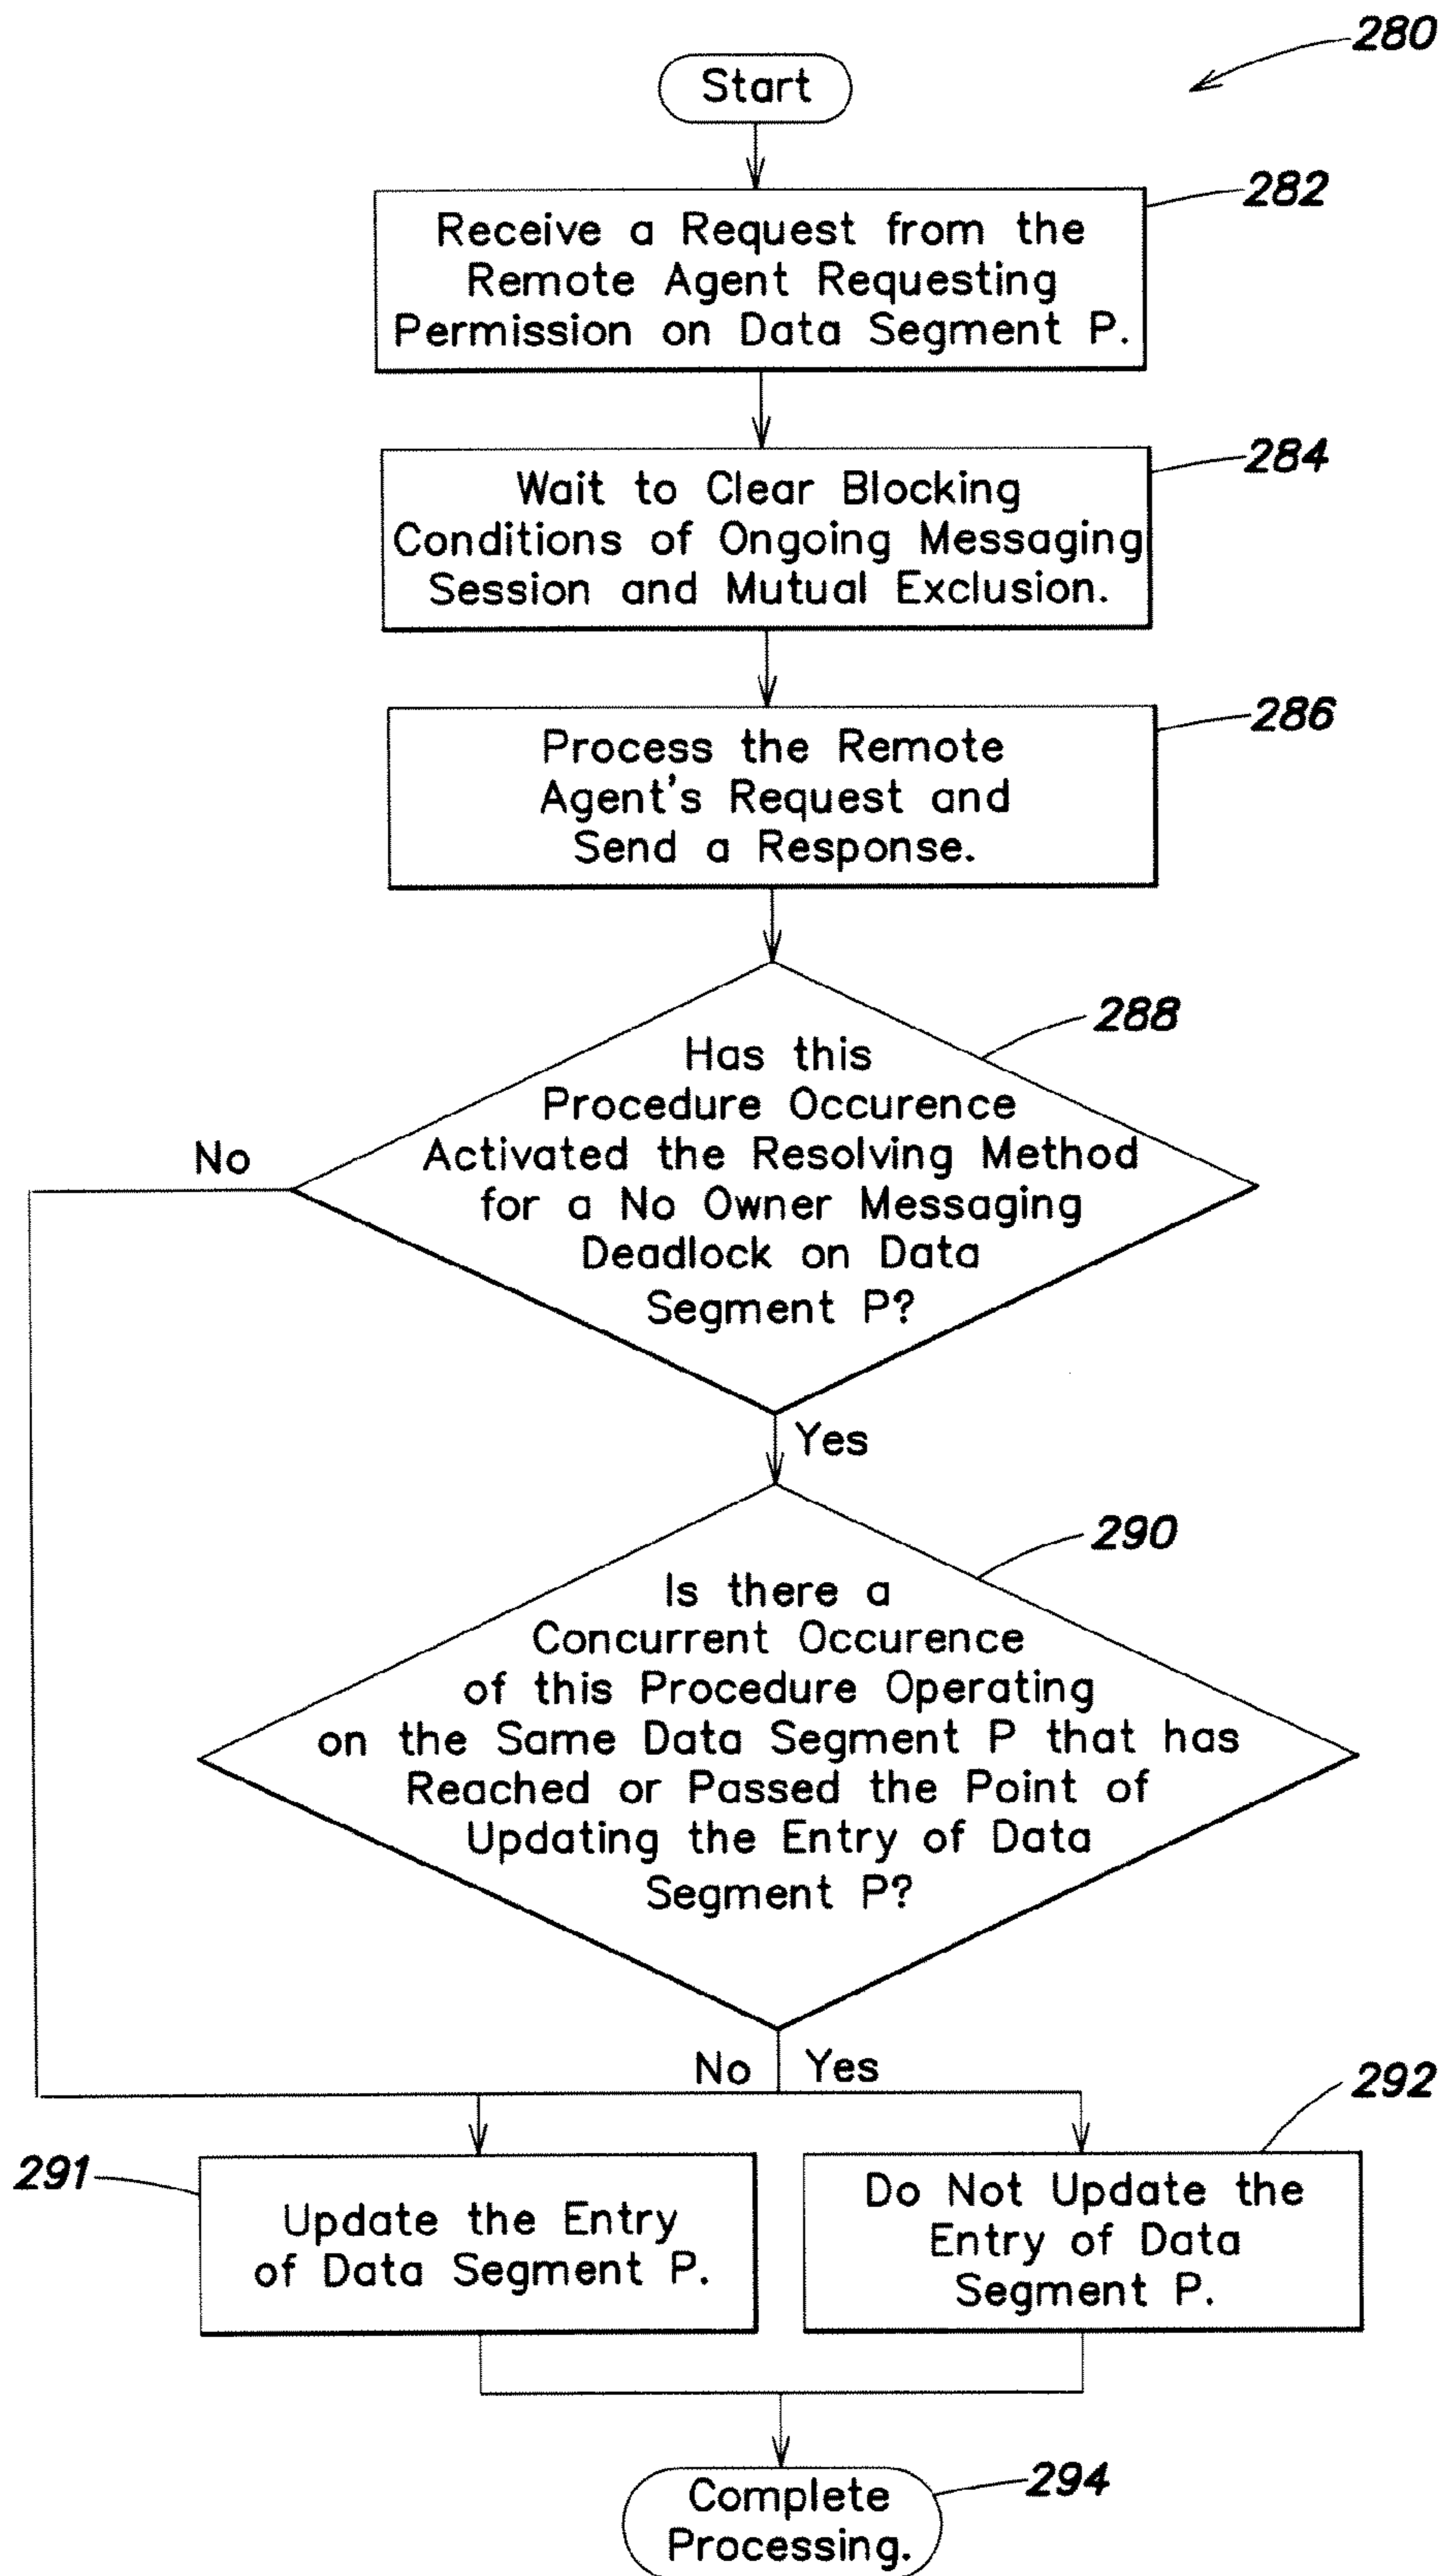 280
Start
282
Receive a Request from the
Remote Agent Requesting
Permission on Data Segment P.
284
Wait to Clear Blocking
Conditions of Ongoing Messaging
Session and Mutual Exclusion.
286
Process the Remote
Agent's Request and
Send a Response.
288
Has this
Procedure Occurence
Activated the Resolving Method
for a No Owner Messaging
Deadlock on Data
Segment P?
No
Yes
290
Is there a
Concurrent Occurence
of this Procedure Operating
on the Same Data Segment P that has
Reached or Passed the Point of
Updating the Entry of Data
Segment P?
No
Yes
291
Update the Entry
of Data Segment P.
292
Do Not Update the
Entry of Data
Segment P.
294
Complete
Processing.